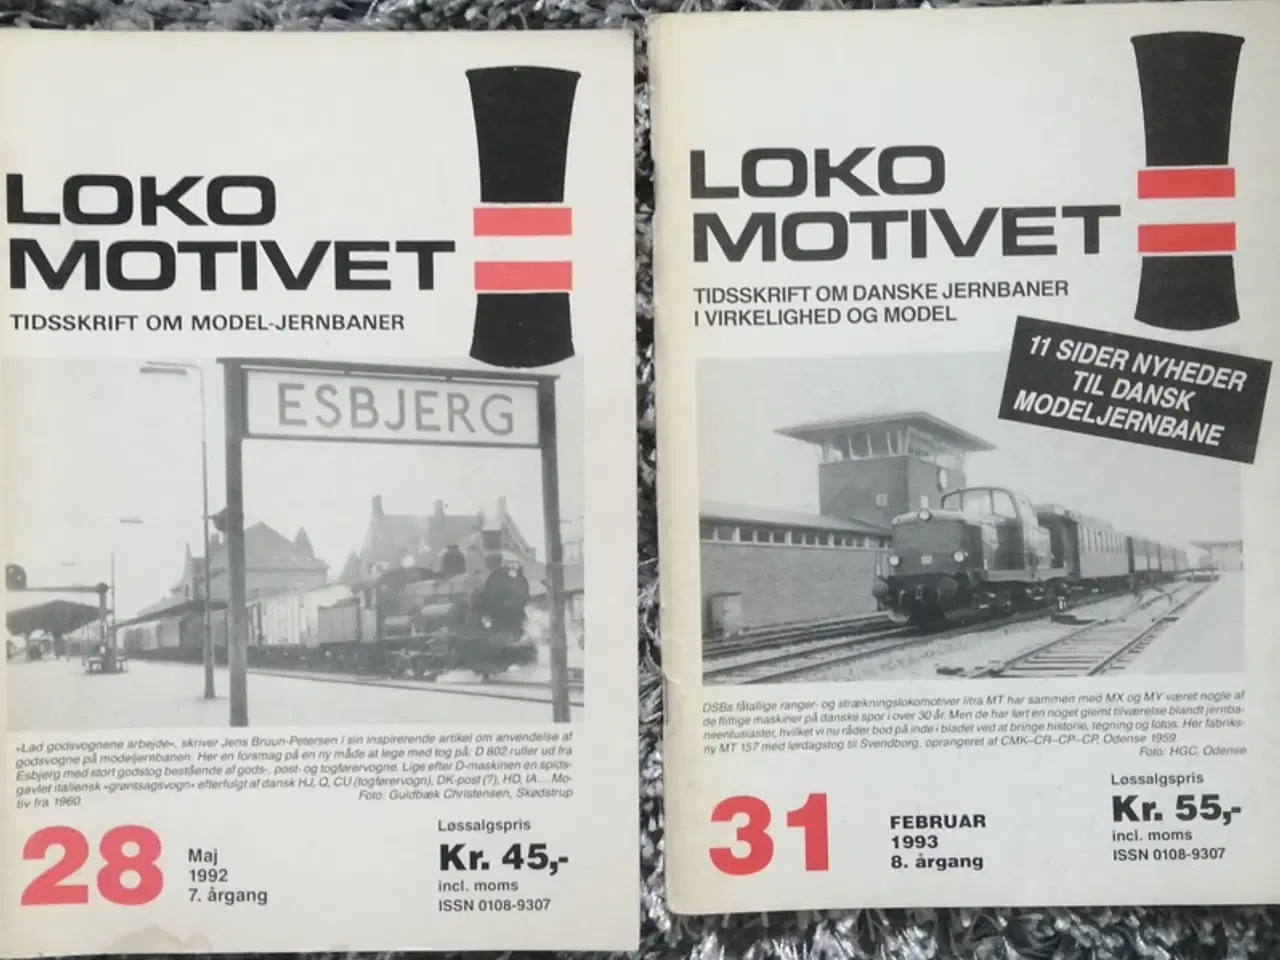 LOKO
MOTIVET
TIDSSKRIFT OM MODEL-JERNBANER
ESBJERG
»Lad godsvognene arbejde«, skriver Jens Bruun-Petersen i sin inspirerende artikel om anvendelse af
godsvogne på modeljernbanen. Her en forsmag på en ny måde at lege med tog på: D 802 ruller ud fra
Esbjerg med stort godstog bestående af gods-, post- og togførervogne. Lige efter D-maskinen en spids-
gavlet italiensk »grøntsagsvogn« efterfulgt af dansk HJ, Q, CU (togførervogn), DK-post (?), HD, IA.... Mo-
tiv fra 1960.
Foto: Guldbæk Christensen, Skødstrup
28
Maj
1992
7. årgang
Løssalgspris
Kr. 45,-
incl. moms
ISSN 0108-9307
LOKO
MOTIVET
TIDSSKRIFT OM DANSKE JERNBANER
I VIRKELIGHED OG MODEL
11 SIDER NYHEDER
TIL DANSK
MODELJERNBANE
DSBs fåtallige ranger- og strækningslokomotiver litra MT har sammen med MX og MY været nogle af
de flittige maskiner på danske spor i over 30 år. Men de har ført en noget glemt tilværelse blandt jernba-
neentusiaster, hvilket vi nu råder bod på inde i bladet ved at bringe historie, tegning og fotos. Her fabriks-
ny MT 157 med lørdagstog til Svendborg, oprangeret af CMK-CR-CP-CP, Odense 1959.
Foto: HGC, Odense
31
FEBRUAR
1993
8. årgang
Løssalgspris
Kr. 55,-
incl. moms
ISSN 0108-9307